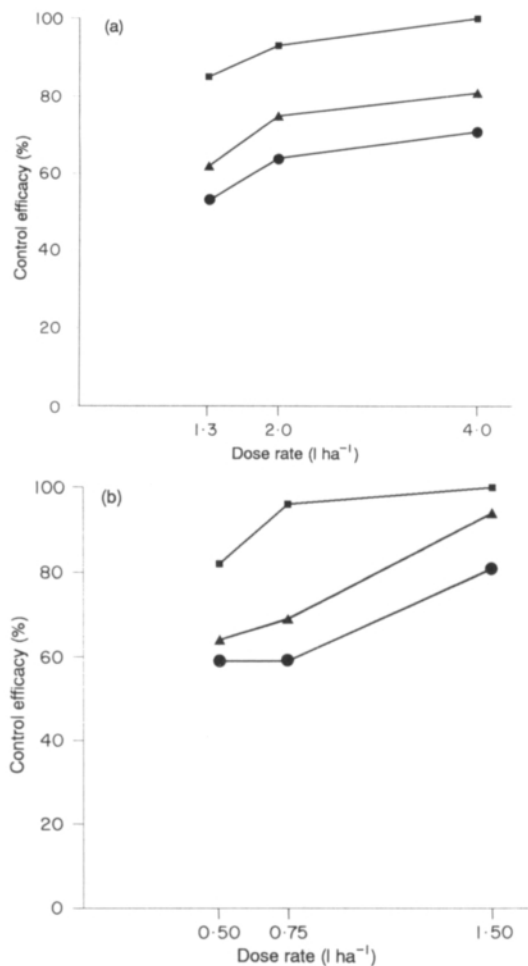 (a)
100
80
60
40
20
0
Control efficacy (%)
1·3 2·0 4·0
Dose rate (l ha⁻¹)
(b)
100
80
60
40
20
0
Control efficacy (%)
0·50 0·75 1·50
Dose rate (l ha⁻¹)